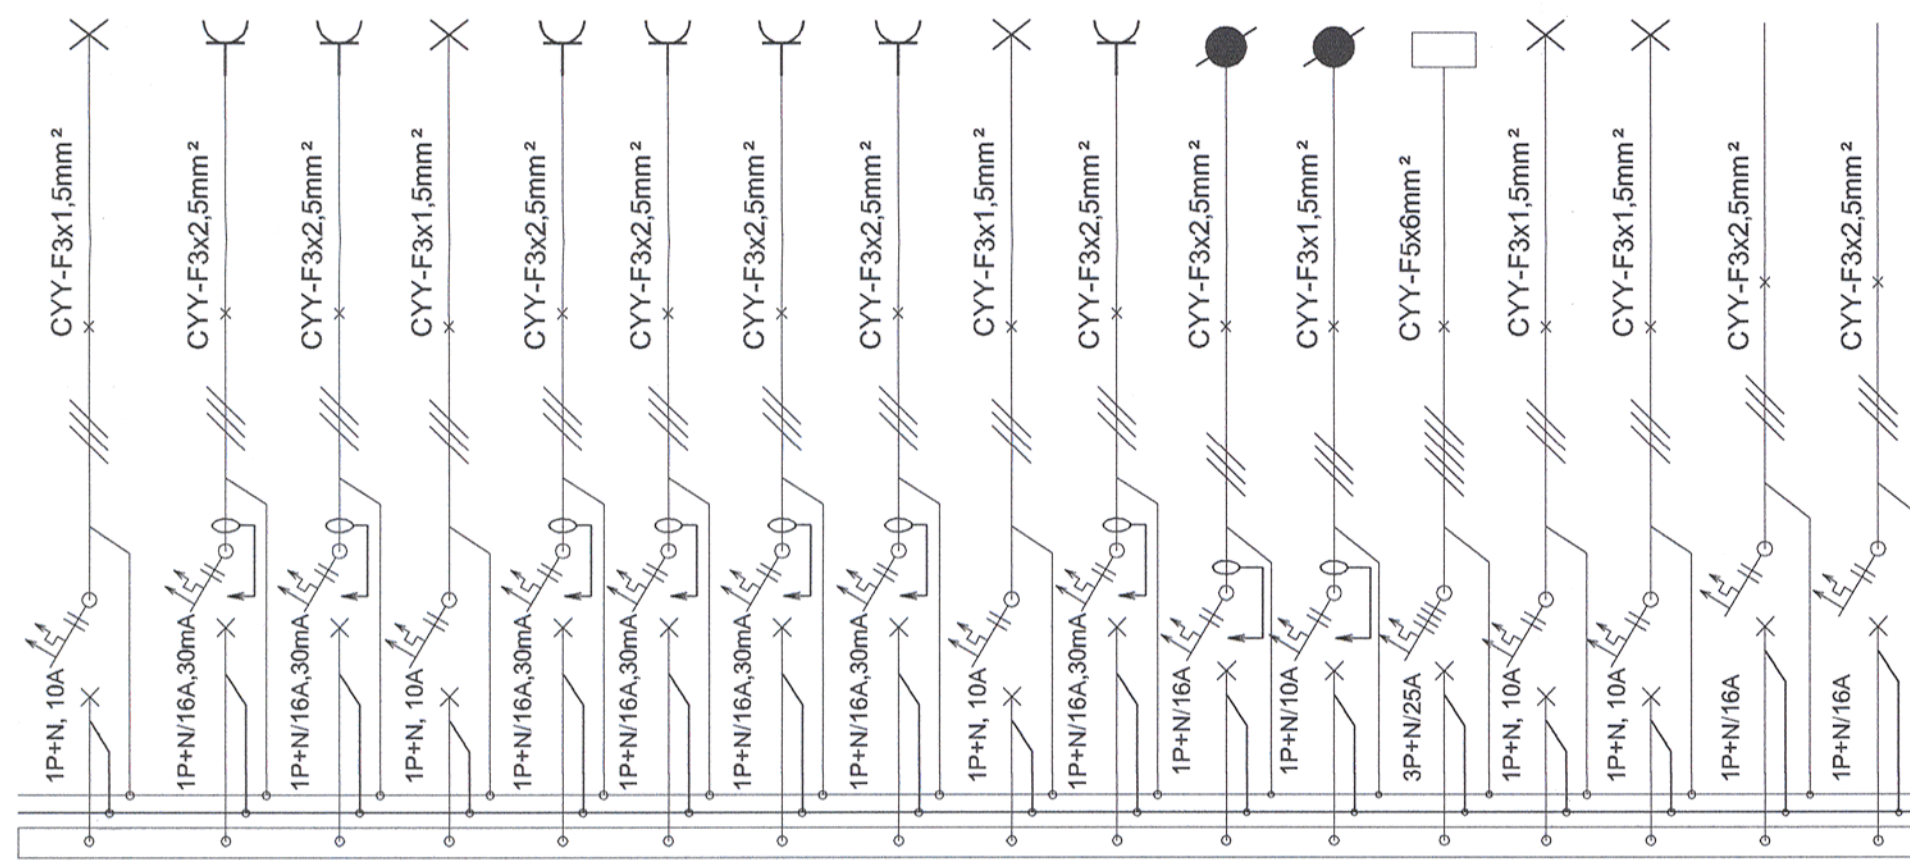 CYY-F3x1,5mm²
1P+N, 10A
CYY-F3x2,5mm²
1P+N/16A,30mA
CYY-F3x2,5mm²
1P+N/16A,30mA
CYY-F3x1,5mm²
1P+N, 10A
CYY-F3x2,5mm²
1P+N/16A,30mA
CYY-F3x2,5mm²
1P+N/16A,30mA
CYY-F3x2,5mm²
1P+N/16A,30mA
CYY-F3x2,5mm²
1P+N/16A,30mA
CYY-F3x1,5mm²
1P+N, 10A
CYY-F3x2,5mm²
1P+N/16A,30mA
CYY-F3x2,5mm²
1P+N/16A
CYY-F3x1,5mm²
1P+N/10A
CYY-F5x6mm²
3P+N/25A
CYY-F3x1,5mm²
1P+N, 10A
CYY-F3x1,5mm²
1P+N, 10A
CYY-F3x2,5mm²
1P+N/16A
CYY-F3x2,5mm²
1P+N/16A